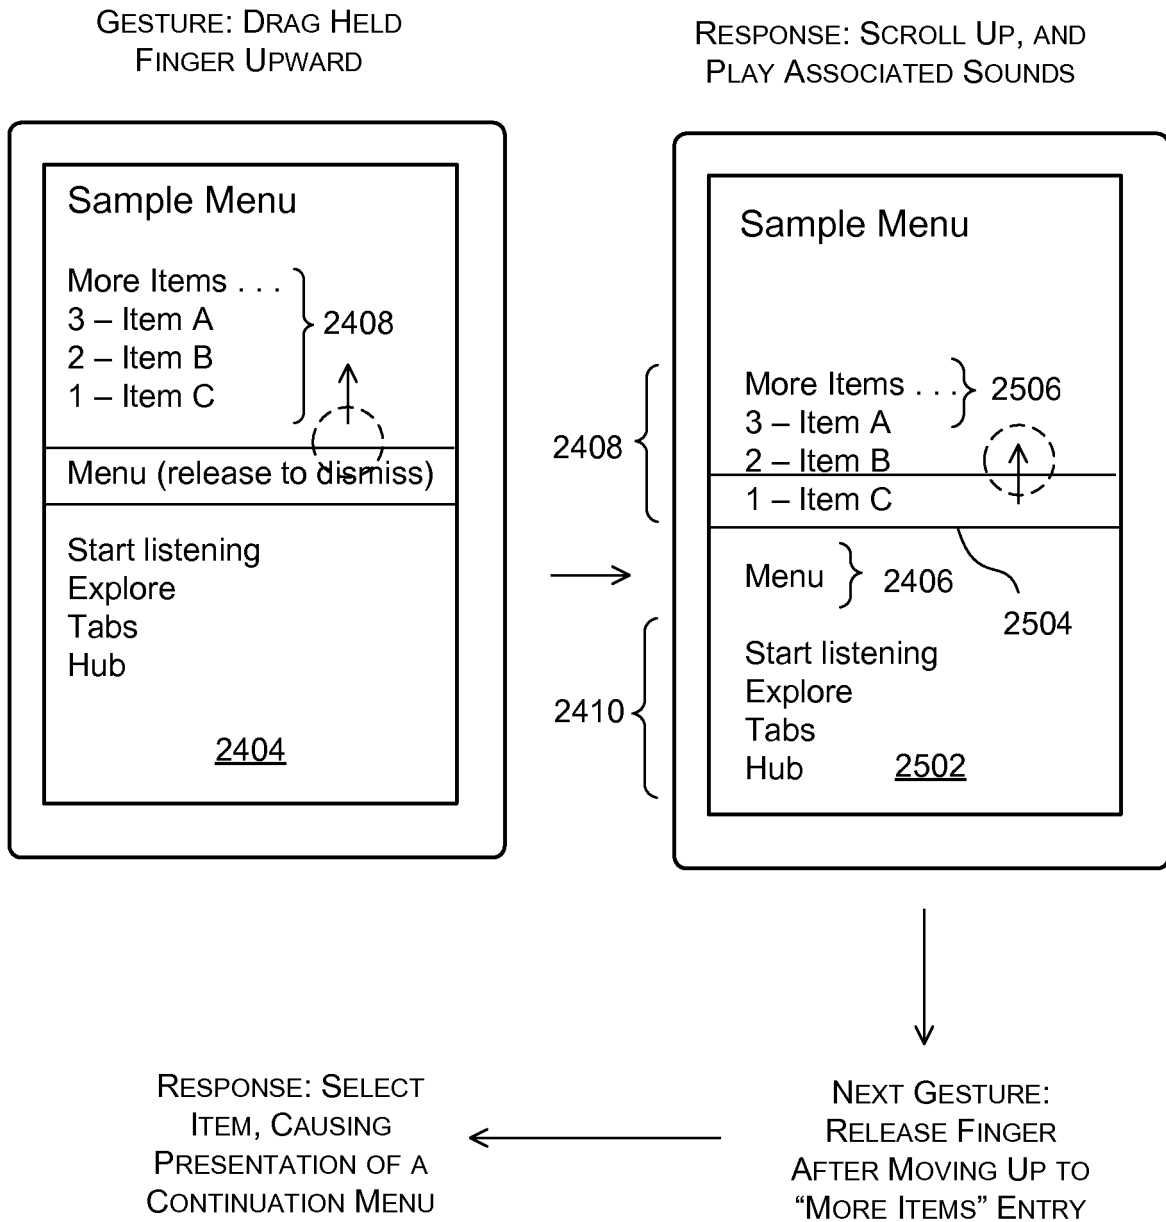 GESTURE: DRAG HELD
FINGER UPWARD
RESPONSE: SCROLL UP, AND
PLAY ASSOCIATED SOUNDS
Sample Menu
More Items . . .
3 – Item A
2 – Item B
1 – Item C
2408
Menu (release to dismiss)
Start listening
Explore
Tabs
Hub
2404
Sample Menu
More Items . . .
3 – Item A
2 – Item B
1 – Item C
2506
2408
Menu
2406
2504
Start listening
Explore
Tabs
Hub
2410
2502
NEXT GESTURE:
RELEASE FINGER
AFTER MOVING UP TO
“MORE ITEMS” ENTRY
RESPONSE: SELECT
ITEM, CAUSING
PRESENTATION OF A
CONTINUATION MENU